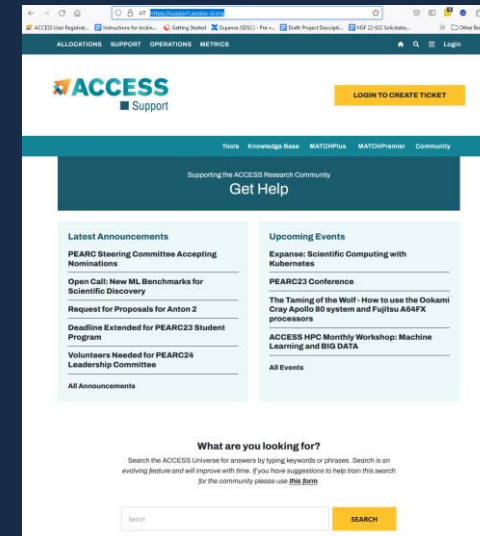 https://support.access-ci.org
ACCESS User Registrat...
Instructions for lockin...
Getting Started
Expanse (SDSC) - Pre-s...
Draft Project Descripti...
NSF 22-602 Solicitatio...
Other Bo
ALLOCATIONS SUPPORT OPERATIONS METRICS
Login
ACCESS
Support
LOGIN TO CREATE TICKET
Tools Knowledge Base MATCHPlus MATCHPremier Community
Supporting the ACCESS Research Community
Get Help
Latest Announcements
PEARC Steering Committee Accepting
Nominations
Open Call: New ML Benchmarks for
Scientific Discovery
Request for Proposals for Anton 2
Deadline Extended for PEARC23 Student
Program
Volunteers Needed for PEARC24
Leadership Committee
All Announcements
Upcoming Events
Expanse: Scientific Computing with
Kubernetes
PEARC23 Conference
The Taming of the Wolf - How to use the Ookami
Cray Apollo 80 system and Fujitsu A64FX
processors
ACCESS HPC Monthly Workshop: Machine
Learning and BIG DATA
All Events
What are you looking for?
Search the ACCESS Universe for answers by typing keywords or phrases. Search is an
evolving feature and will improve with time. If you have suggestions to help train this search
for the community please use this form.
Search
SEARCH